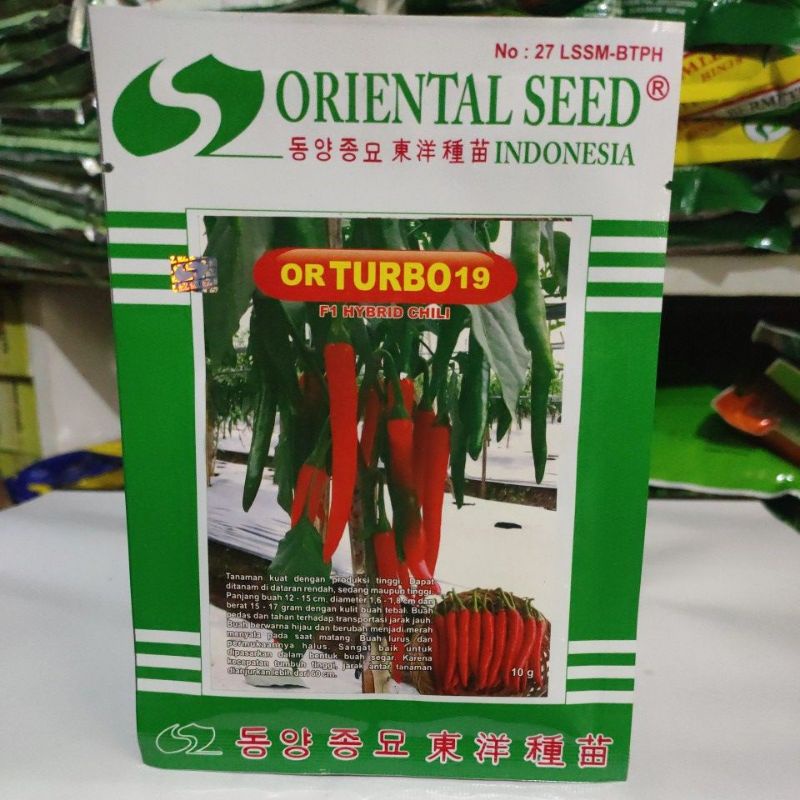 No : 27 LSSM-BTPH
ORIENTAL SEED®
동양종묘 東洋種苗 INDONESIA
OR TURBO 19
F1 HYBRID CHILI
Tanaman kuat dengan produksi tinggi. Dapat
ditanam di dataran rendah, sedang maupun tinggi.
Panjang buah 12 - 15 cm, diameter 1,6 - 1,8 cm dan
berat 15 - 17 gram dengan kulit buah tebal. Buah
pedas dan tahan terhadap transportasi jarak jauh.
Buah berwarna hijau dan berubah menjadi merah
menyala pada saat matang. Buah lurus dan
permukaannya halus. Sangat baik untuk
dipasarkan dalam bentuk buah segar. Karena
kecepatan tumbuh tinggi, jarak antar tanaman
dianjurkan lebih dari 60 cm.
10 g
동양종묘 東洋種苗